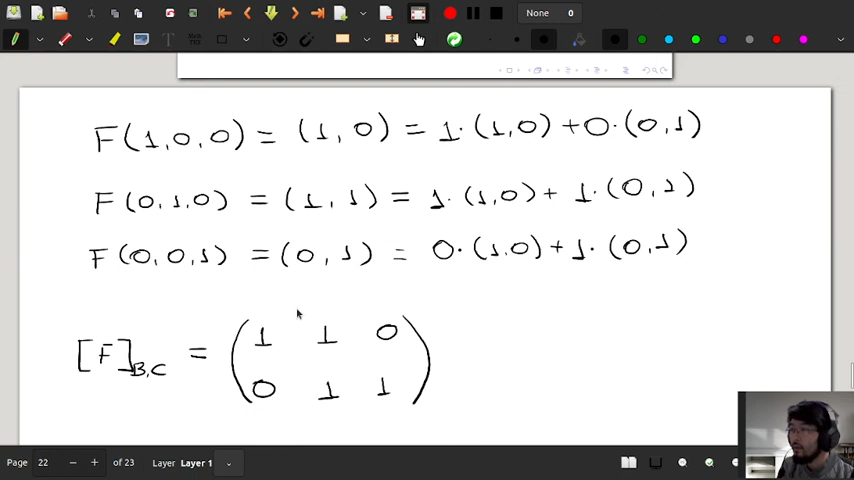 None 0
F(1,0,0) = (1,0) = 1·(1,0)+0·(0,1)
F(0,1,0) = (1,1) = 1·(1,0)+ 1·(0,1)
F(0,0,1) = (0,1) = 0·(1,0)+1·(0,1)
[F]B,C = (1 1 0
0 1 1)
Page 22 of 23 Layer Layer 1